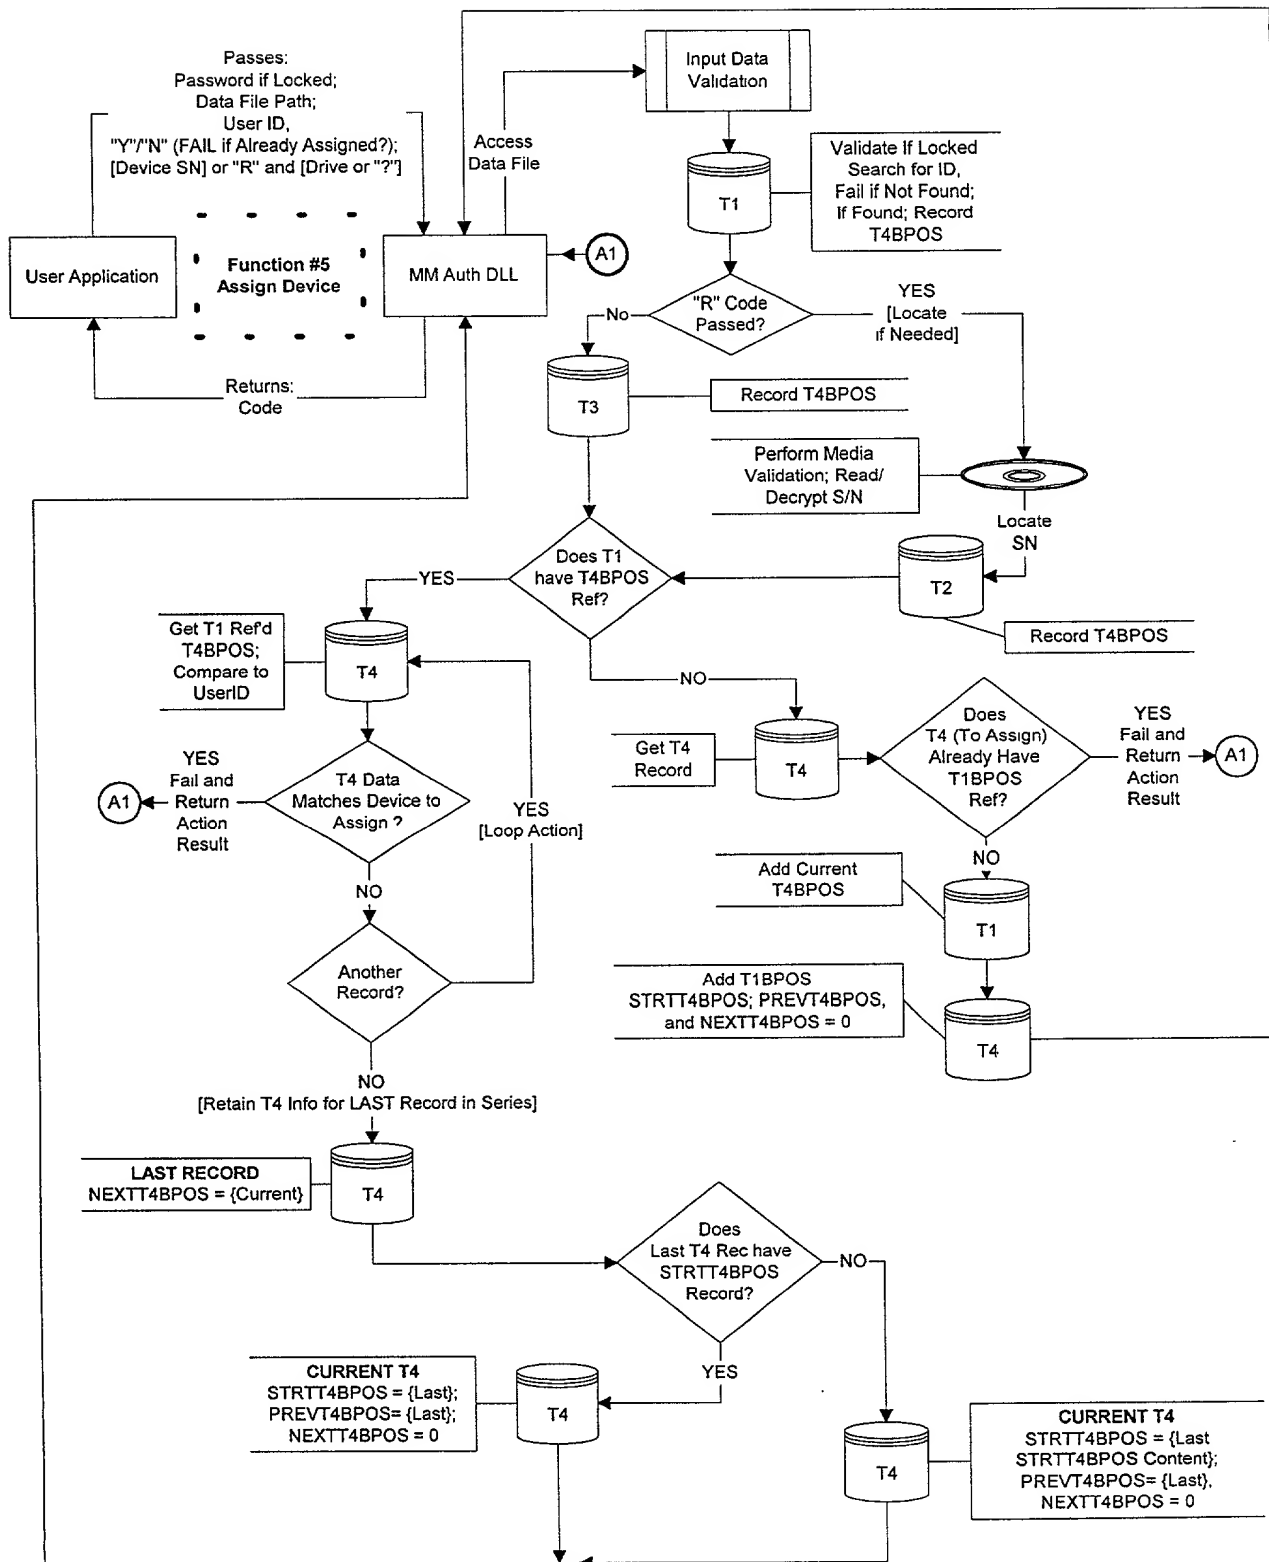 Passes:
Password if Locked;
Data File Path;
User ID,
"Y"/"N" (FAIL if Already Assigned?);
[Device SN] or "R" and [Drive or "?"]
User Application
Function #5
Assign Device
MM Auth DLL
A1
Returns:
Code
Access
Data File
Input Data
Validation
T1
Validate If Locked
Search for ID,
Fail if Not Found;
If Found; Record
T4BPOS
"R" Code
Passed?
No
YES
[Locate
if Needed]
T3
Record T4BPOS
Perform Media
Validation; Read/
Decrypt S/N
Locate
SN
T2
Record T4BPOS
Does T1
have T4BPOS
Ref?
YES
NO
Get T1 Ref'd
T4BPOS;
Compare to
UserID
T4
T4 Data
Matches Device to
Assign ?
YES
Fail and
Return
Action
Result
A1
YES
[Loop Action]
NO
Another
Record?
NO
[Retain T4 Info for LAST Record in Series]
Get T4
Record
T4
Does
T4 (To Assign)
Already Have
T1BPOS
Ref?
YES
Fail and
Return
Action
Result
A1
NO
Add Current
T4BPOS
T1
Add T1BPOS
STRTT4BPOS; PREVT4BPOS,
and NEXTT4BPOS = 0
T4
LAST RECORD
NEXTT4BPOS = {Current}
T4
Does
Last T4 Rec have
STRTT4BPOS
Record?
NO
YES
CURRENT T4
STRTT4BPOS = {Last};
PREVT4BPOS= {Last};
NEXTT4BPOS = 0
T4
T4
CURRENT T4
STRTT4BPOS = {Last
STRTT4BPOS Content};
PREVT4BPOS= {Last},
NEXTT4BPOS = 0